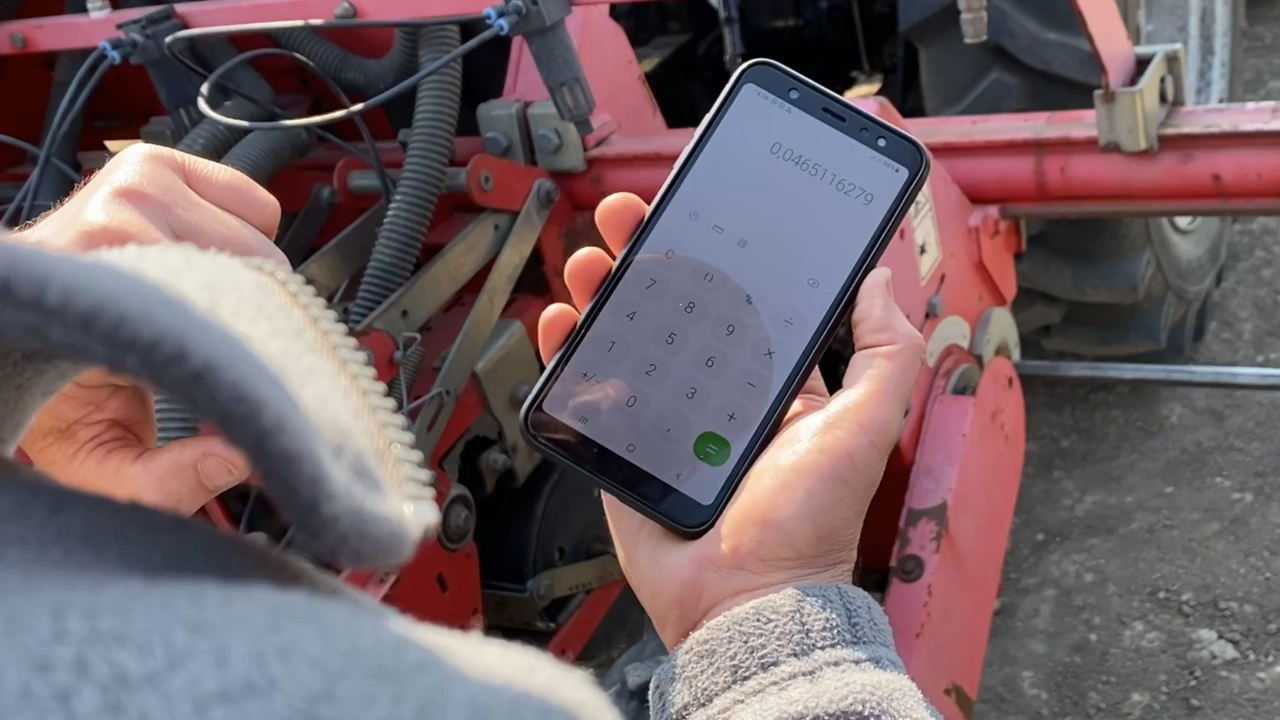 0,0465116279
C () % ÷
7 8 9 ×
4 5 6 −
1 2 3 +
+/− 0 , =